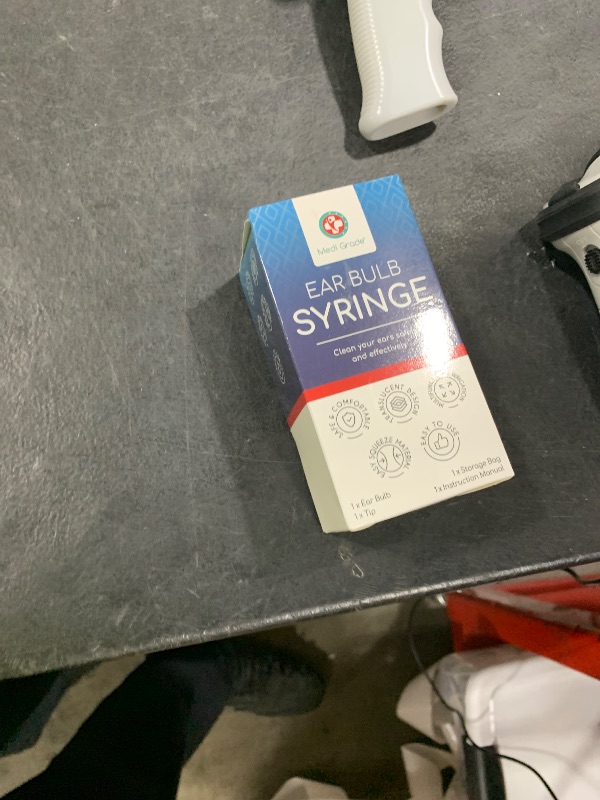 Medi Grade
EAR BULB
SYRINGE
Clean your ears
and effectively
SAFE & COMFORTABLE
TRANSLUCENT DESIGN
EASY SQUEEZE MATERIAL
EASY TO USE
1 x Ear Bulb
1 x Tip
1 x Storage Bag
1 x Instruction Manual